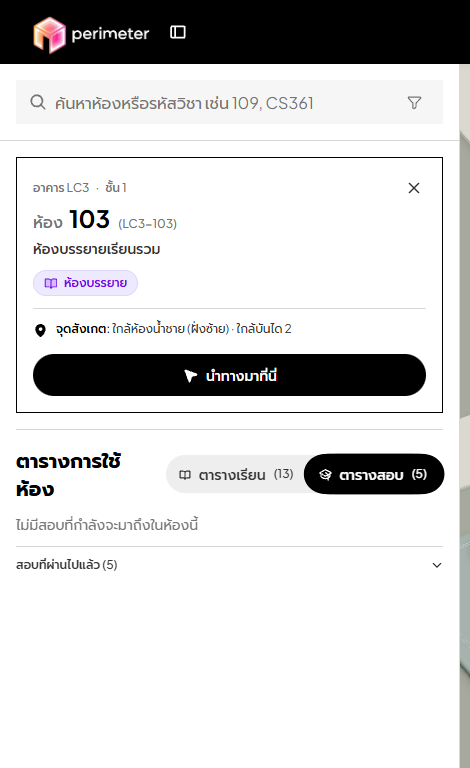 perimeter
ค้นหาห้องหรือรหัสวิชา เช่น 109, CS361
อาคาร LC3 · ชั้น 1
ห้อง 103 (LC3-103)
ห้องบรรยายเรียนรวม
ห้องบรรยาย
จุดสังเกต: ใกล้ห้องน้ำชาย (ฝั่งซ้าย) · ใกล้บันได 2
นำทางมาที่นี่
ตารางการใช้
ห้อง
ตารางเรียน (13)
ตารางสอบ (5)
ไม่มีสอบที่กำลังจะมาถึงในห้องนี้
สอบที่ผ่านไปแล้ว (5)